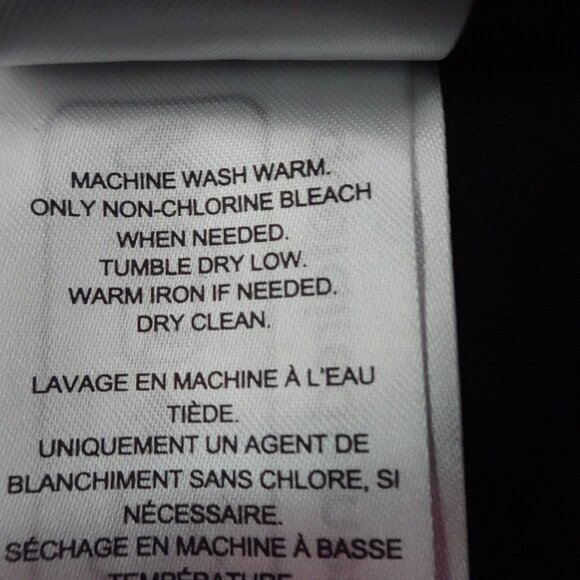 MACHINE WASH WARM.
ONLY NON-CHLORINE BLEACH
WHEN NEEDED.
TUMBLE DRY LOW.
WARM IRON IF NEEDED.
DRY CLEAN.
LAVAGE EN MACHINE À L'EAU
TIÈDE.
UNIQUEMENT UN AGENT DE
BLANCHIMENT SANS CHLORE, SI
NÉCESSAIRE.
SÉCHAGE EN MACHINE À BASSE
TEMPÉRATURE.